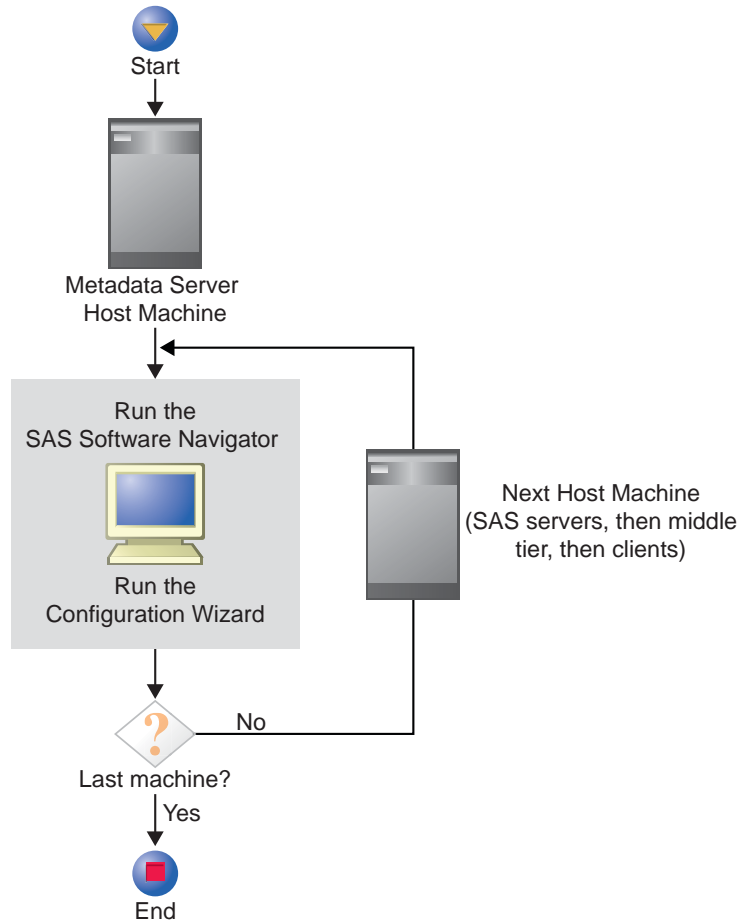 Start
Metadata Server
Host Machine
Run the
SAS Software Navigator
Run the
Configuration Wizard
Next Host Machine
(SAS servers, then middle
tier, then clients)
?
No
Last machine?
Yes
End